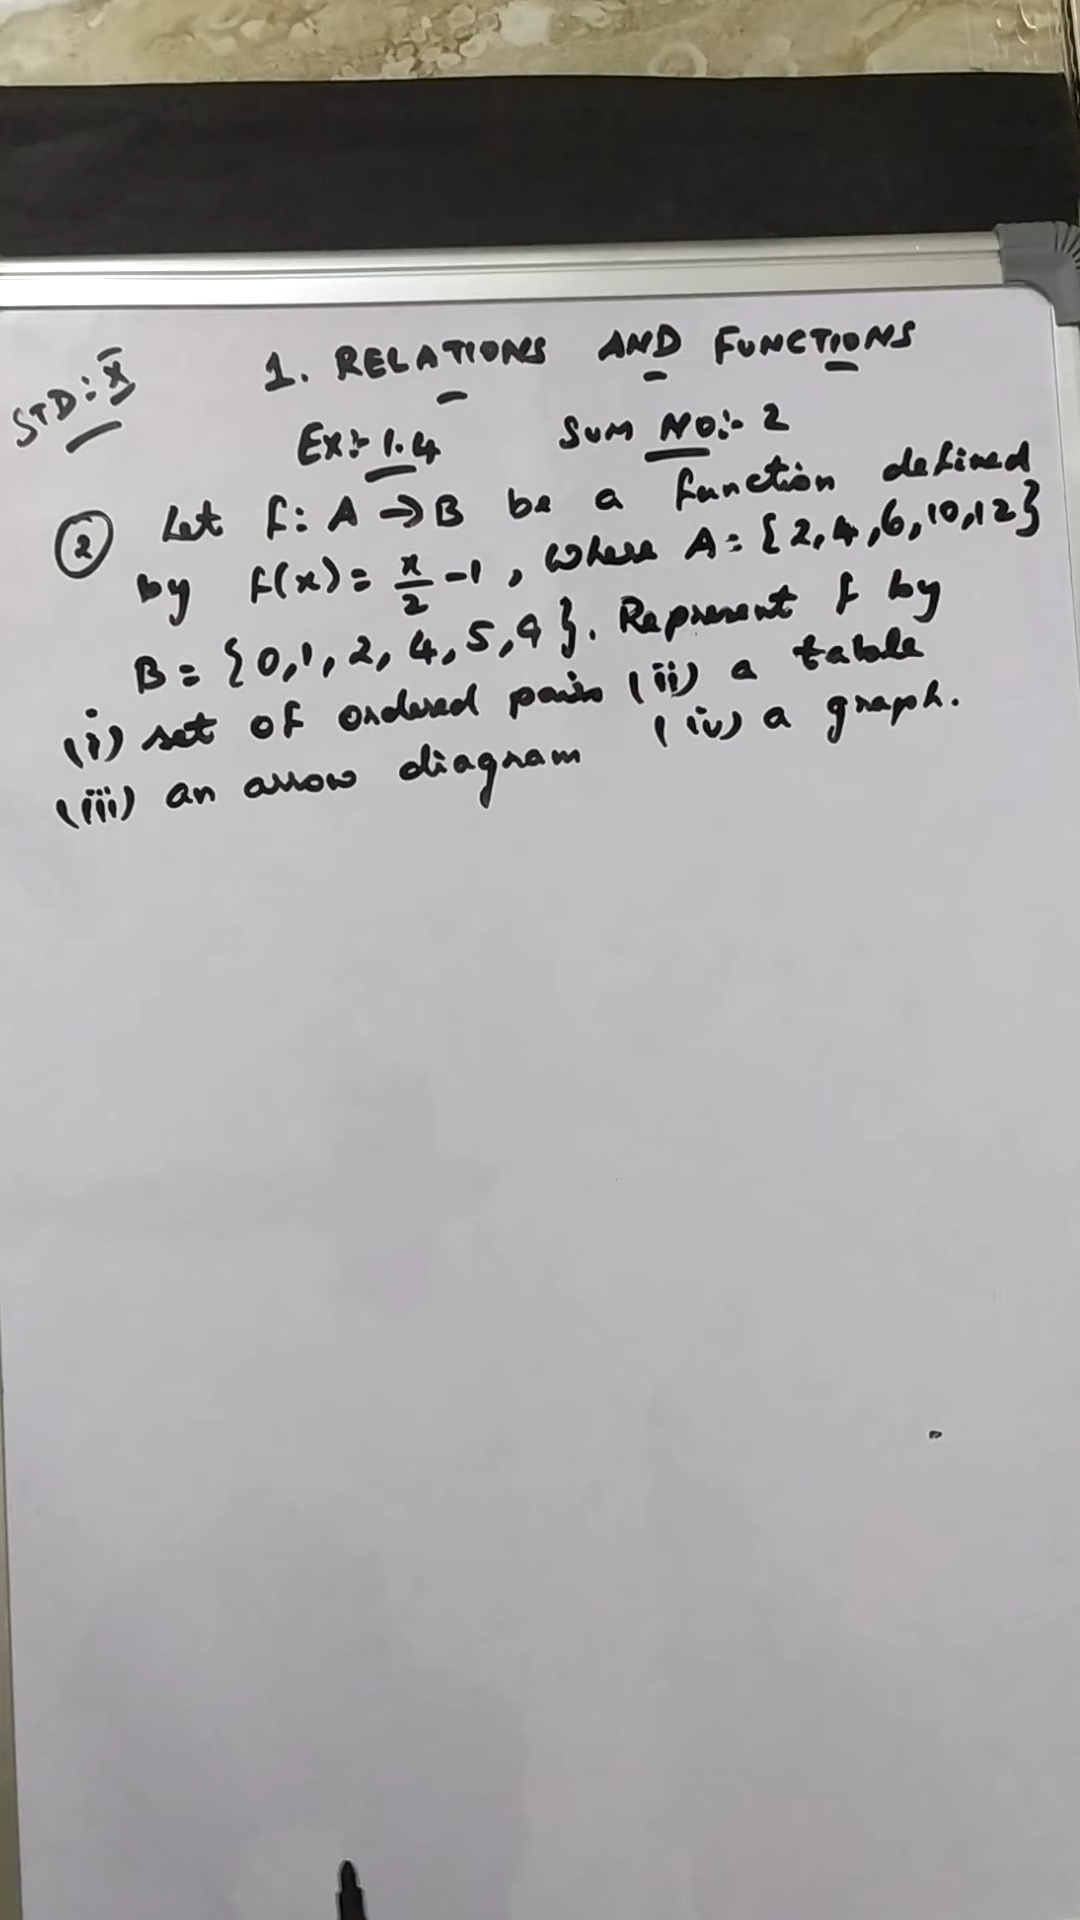 STD:- X
1. RELATIONS AND FUNCTIONS
Ex:- 1.4 Sum No:- 2
2 Let f: A → B be a function defined
by f(x) = x/2 - 1, where A = {2, 4, 6, 10, 12}
B = {0, 1, 2, 4, 5, 9}. Represent f by
(i) set of ordered pairs (ii) a table
(iii) an arrow diagram (iv) a graph.